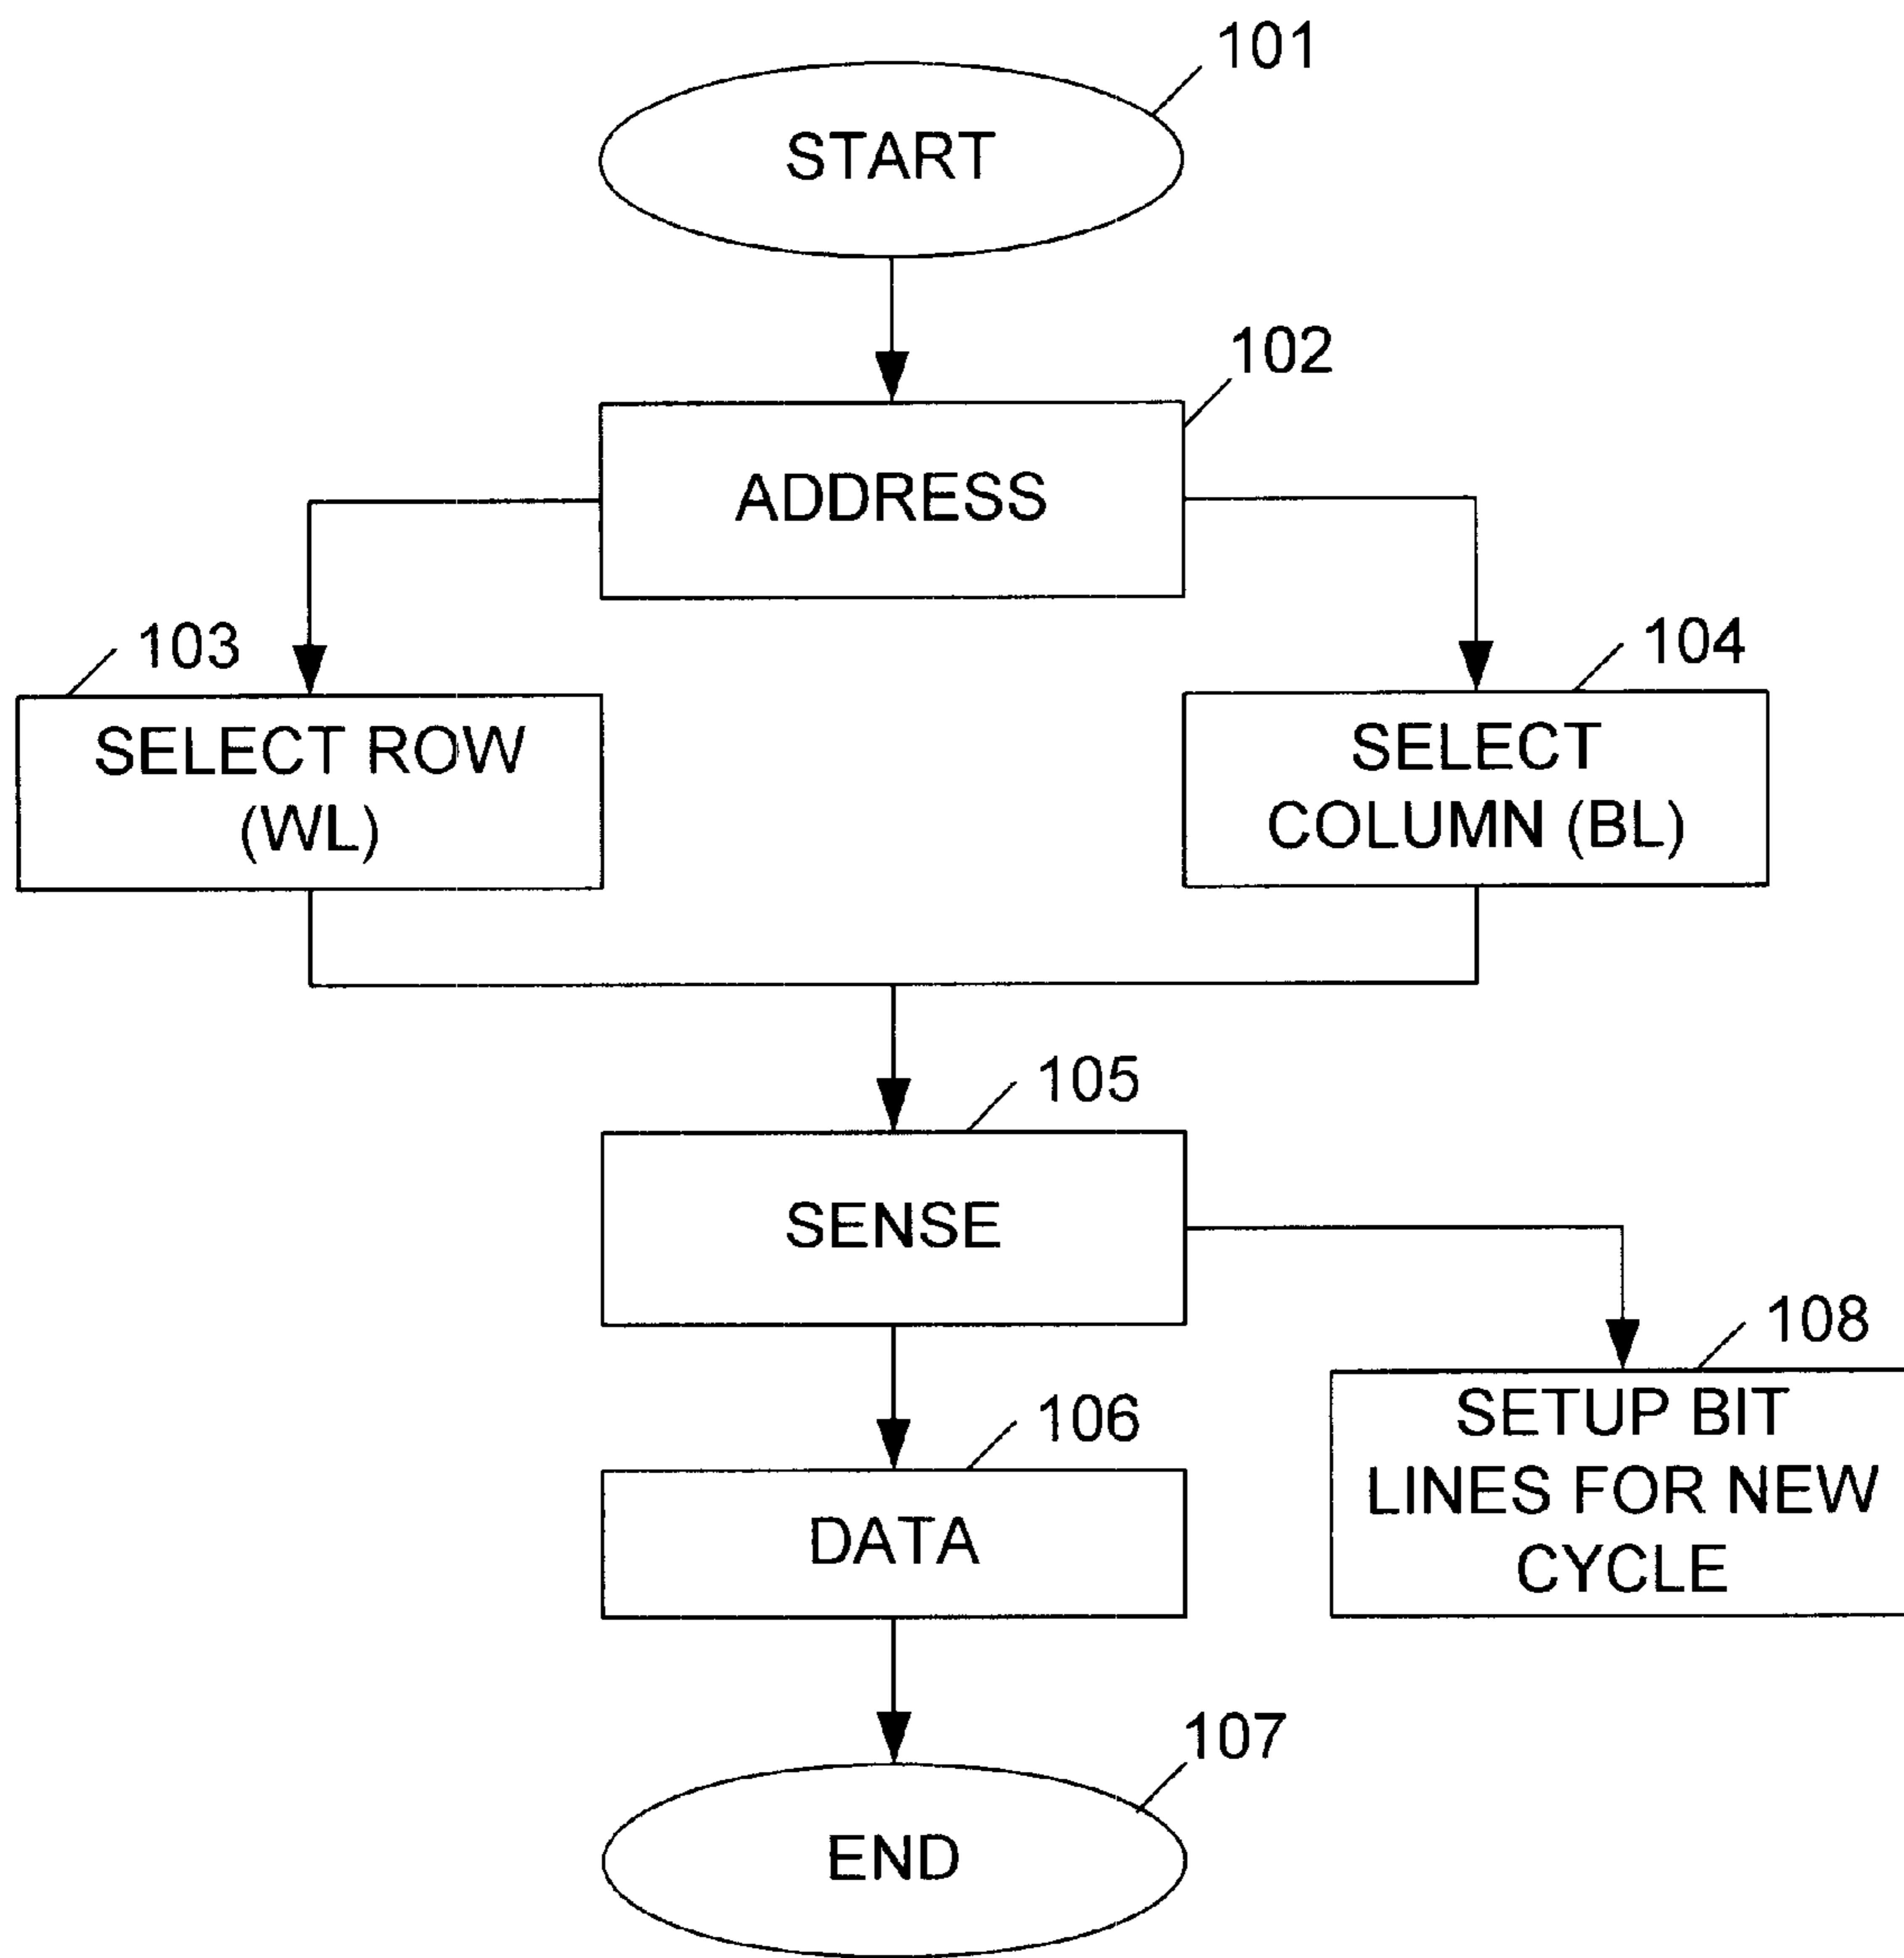 101
START
102
ADDRESS
103
SELECT ROW
(WL)
104
SELECT
COLUMN (BL)
105
SENSE
106
DATA
108
SETUP BIT
LINES FOR NEW
CYCLE
107
END